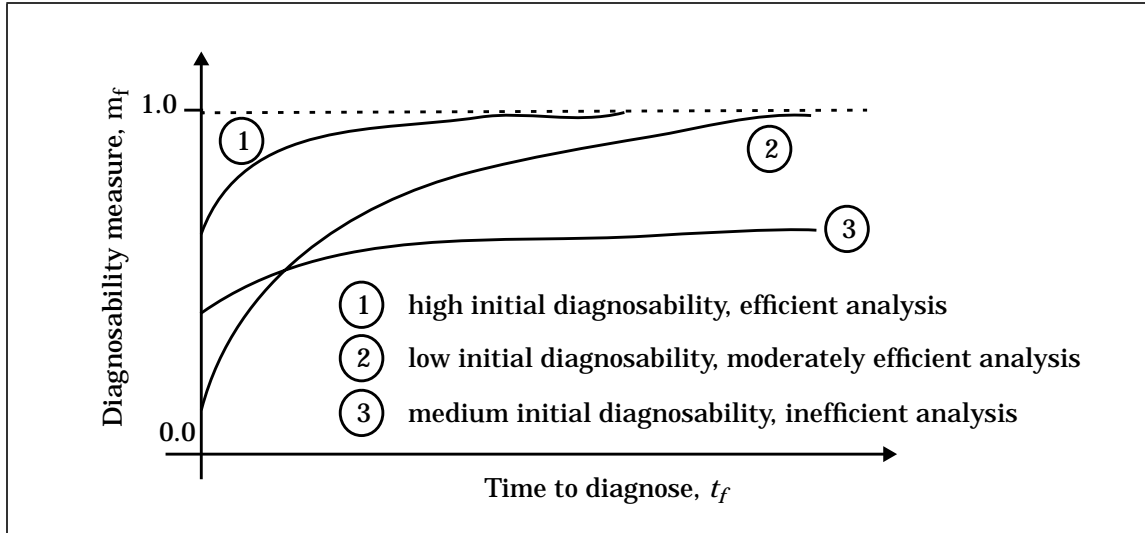 Diagnosability measure, m_f
1.0
0.0
1
2
3
1 high initial diagnosability, efficient analysis
2 low initial diagnosability, moderately efficient analysis
3 medium initial diagnosability, inefficient analysis
Time to diagnose, t_f